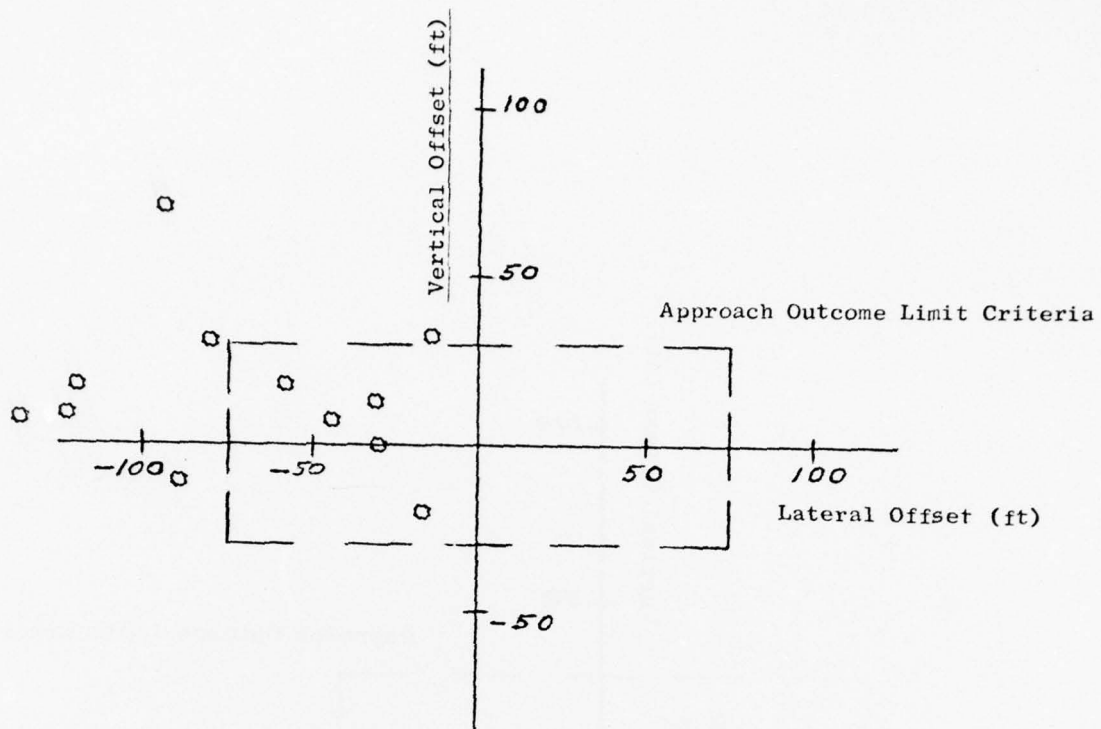 Vertical Offset (ft)
100
50
Approach Outcome Limit Criteria
-100
-50
50
100
Lateral Offset (ft)
-50